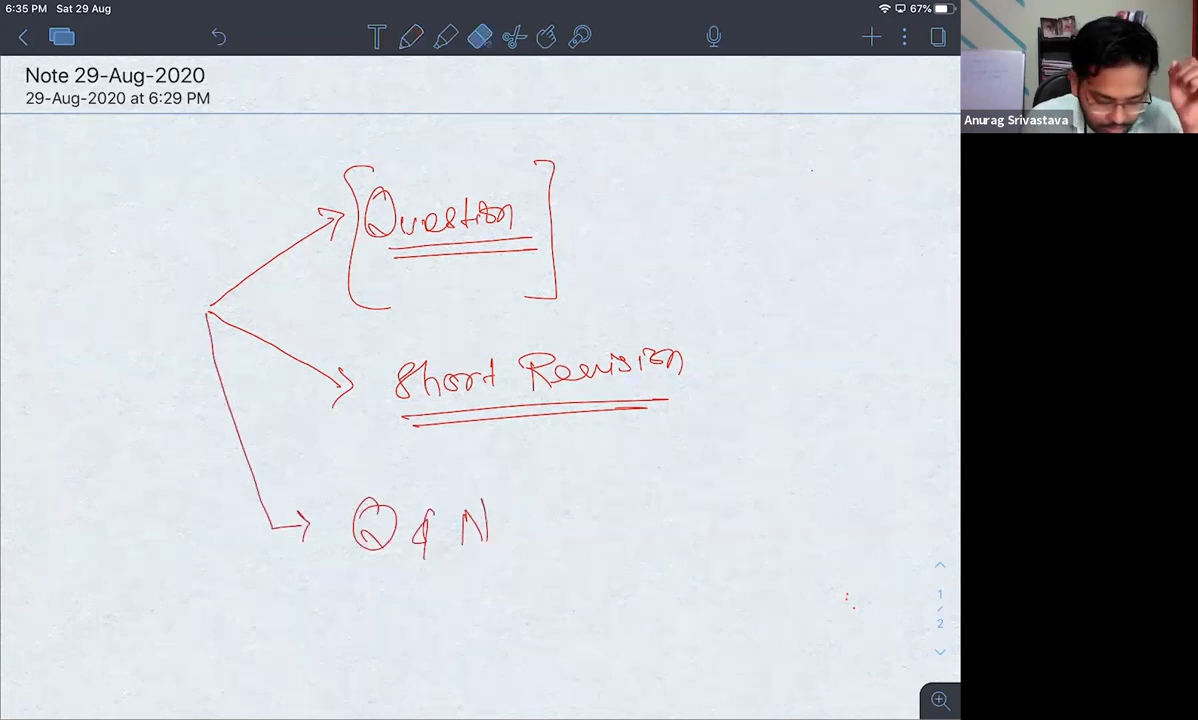 6:35 PM Sat 29 Aug 67%
T
Note 29-Aug-2020
29-Aug-2020 at 6:29 PM
Anurag Srivastava
[Question]
Short Revision
Q & N
1
/
2